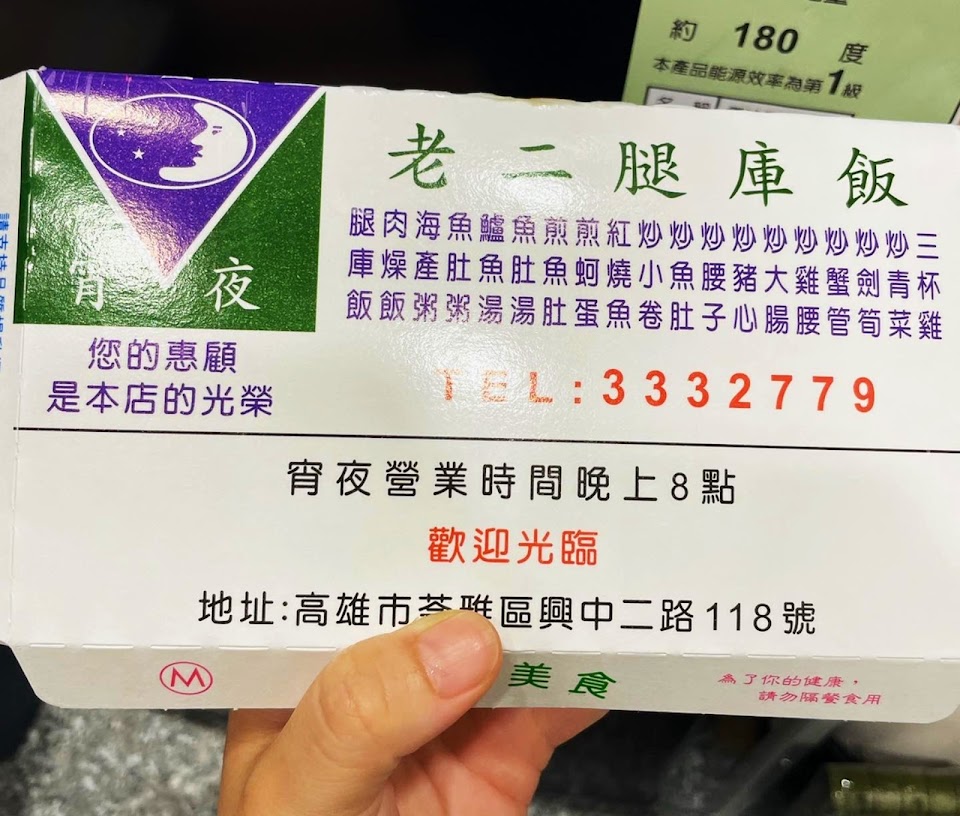 約 180 度
本產品能源效率為第1級
老二腿庫飯
腿庫飯
肉燥飯
海產粥
魚肚粥
鱸魚湯
魚肚湯
煎魚肚
煎蚵蛋
紅燒魚
炒小卷
炒魚肚
炒腰子
炒豬心
炒大腸
炒雞腰
炒蟹管
炒劍筍
炒青菜
三杯雞
宵夜
您的惠顧
是本店的光榮
TEL:3332779
宵夜營業時間晚上8點
歡迎光臨
地址:高雄市苓雅區興中二路118號
M
美食
為了你的健康，
請勿隔餐食用